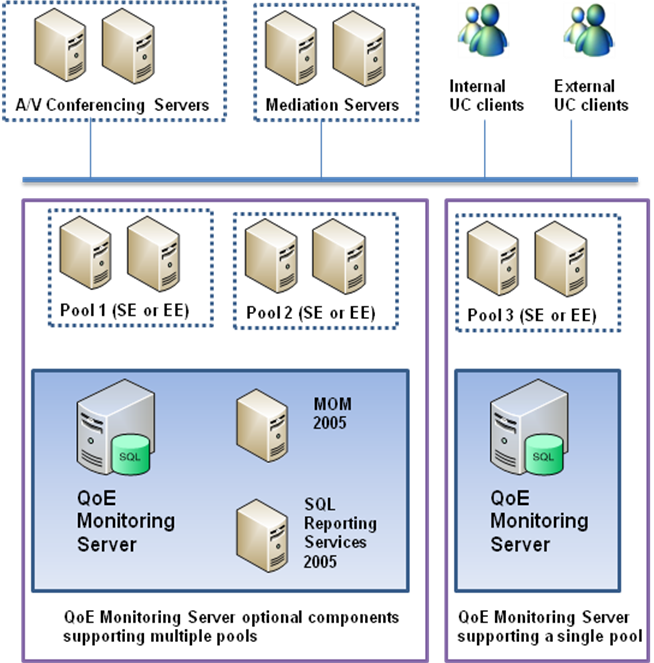 A/V Conferencing Servers
Mediation Servers
Internal
UC clients
External
UC clients
Pool 1 (SE or EE)
Pool 2 (SE or EE)
Pool 3 (SE or EE)
SQL
QoE
Monitoring
Server
MOM
2005
SQL
Reporting
Services
2005
SQL
QoE
Monitoring
Server
QoE Monitoring Server optional components
supporting multiple pools
QoE Monitoring Server
supporting a single pool